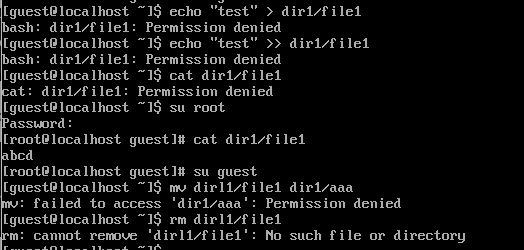 [guest@localhost ~]$ echo "test" > dir1/file1
bash: dir1/file1: Permission denied
[guest@localhost ~]$ echo "test" >> dir1/file1
bash: dir1/file1: Permission denied
[guest@localhost ~]$ cat dir1/file1
cat: dir1/file1: Permission denied
[guest@localhost ~]$ su root
Password:
[root@localhost guest]# cat dir1/file1
abcd
[root@localhost guest]# su guest
[guest@localhost ~]$ mv dirl1/file1 dir1/aaa
mv: failed to access 'dir1/aaa': Permission denied
[guest@localhost ~]$ rm dirl1/file1
rm: cannot remove 'dirl1/file1': No such file or directory